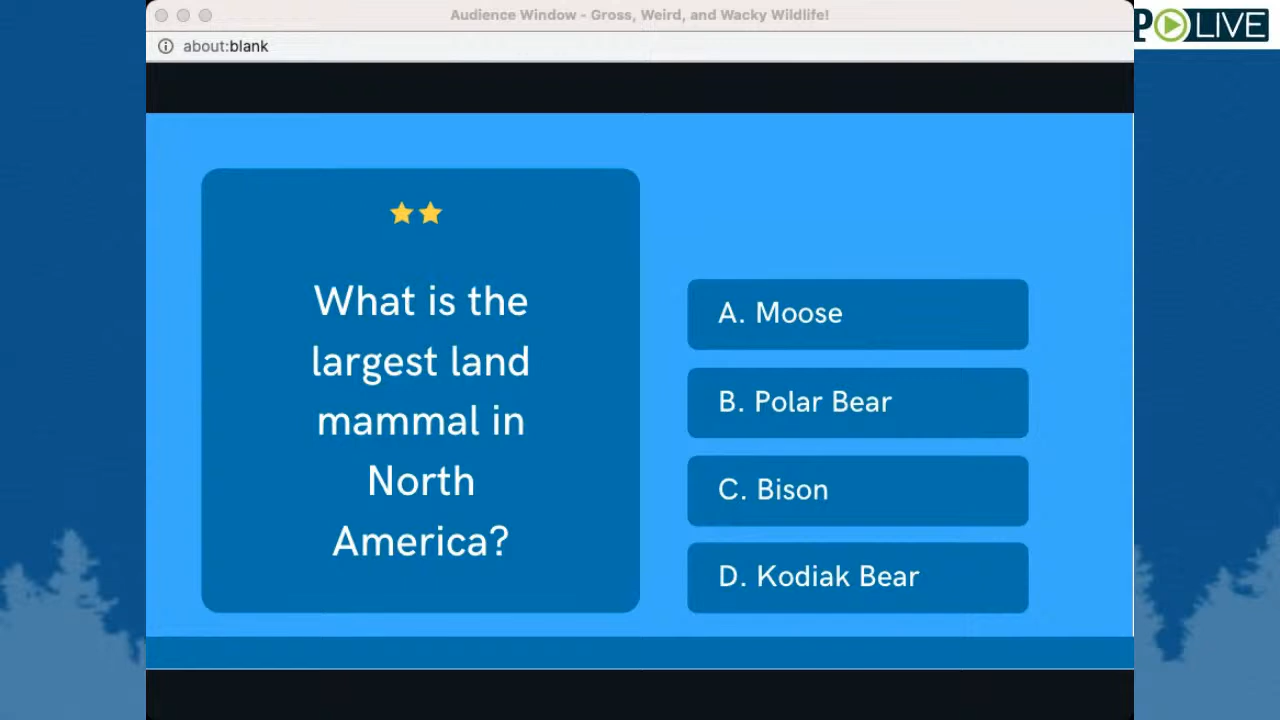 Audience Window - Gross, Weird, and Wacky Wildlife!
P LIVE
about:blank
What is the
largest land
mammal in
North
America?
A. Moose
B. Polar Bear
C. Bison
D. Kodiak Bear